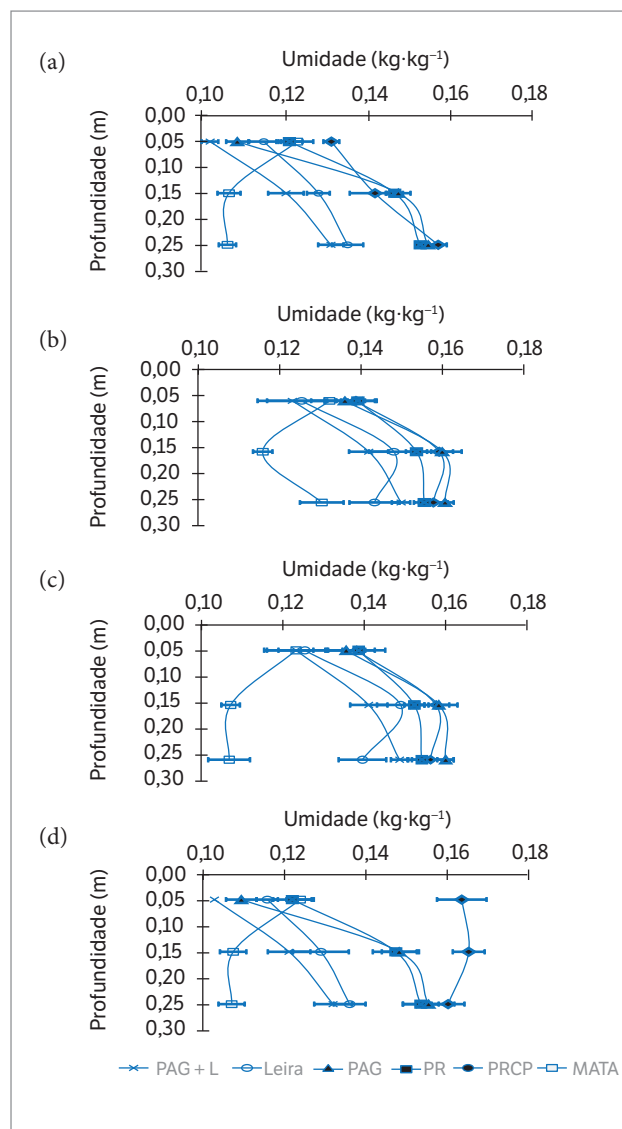 (a)
Umidade (kg·kg⁻¹)
0,10 0,12 0,14 0,16 0,18
Profundidade (m)
0,00
0,05
0,10
0,15
0,20
0,25
0,30
(b)
Umidade (kg·kg⁻¹)
0,10 0,12 0,14 0,16 0,18
Profundidade (m)
0,00
0,05
0,10
0,15
0,20
0,25
0,30
(c)
Umidade (kg·kg⁻¹)
0,10 0,12 0,14 0,16 0,18
Profundidade (m)
0,00
0,05
0,10
0,15
0,20
0,25
0,30
(d)
Umidade (kg·kg⁻¹)
0,10 0,12 0,14 0,16 0,18
Profundidade (m)
0,00
0,05
0,10
0,15
0,20
0,25
0,30
PAG + L Leira PAG PR PRCP MATA